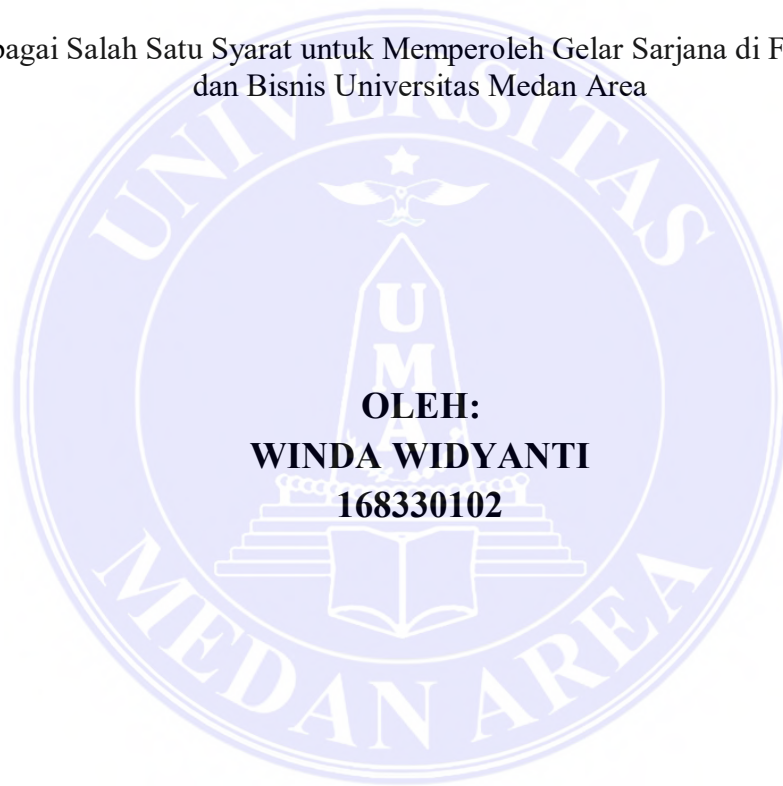 bagai Salah Satu Syarat untuk Memperoleh Gelar Sarjana di F
dan Bisnis Universitas Medan Area
UNIVERSITAS
UMA
OLEH:
WINDA WIDYANTI
168330102
MEDAN AREA